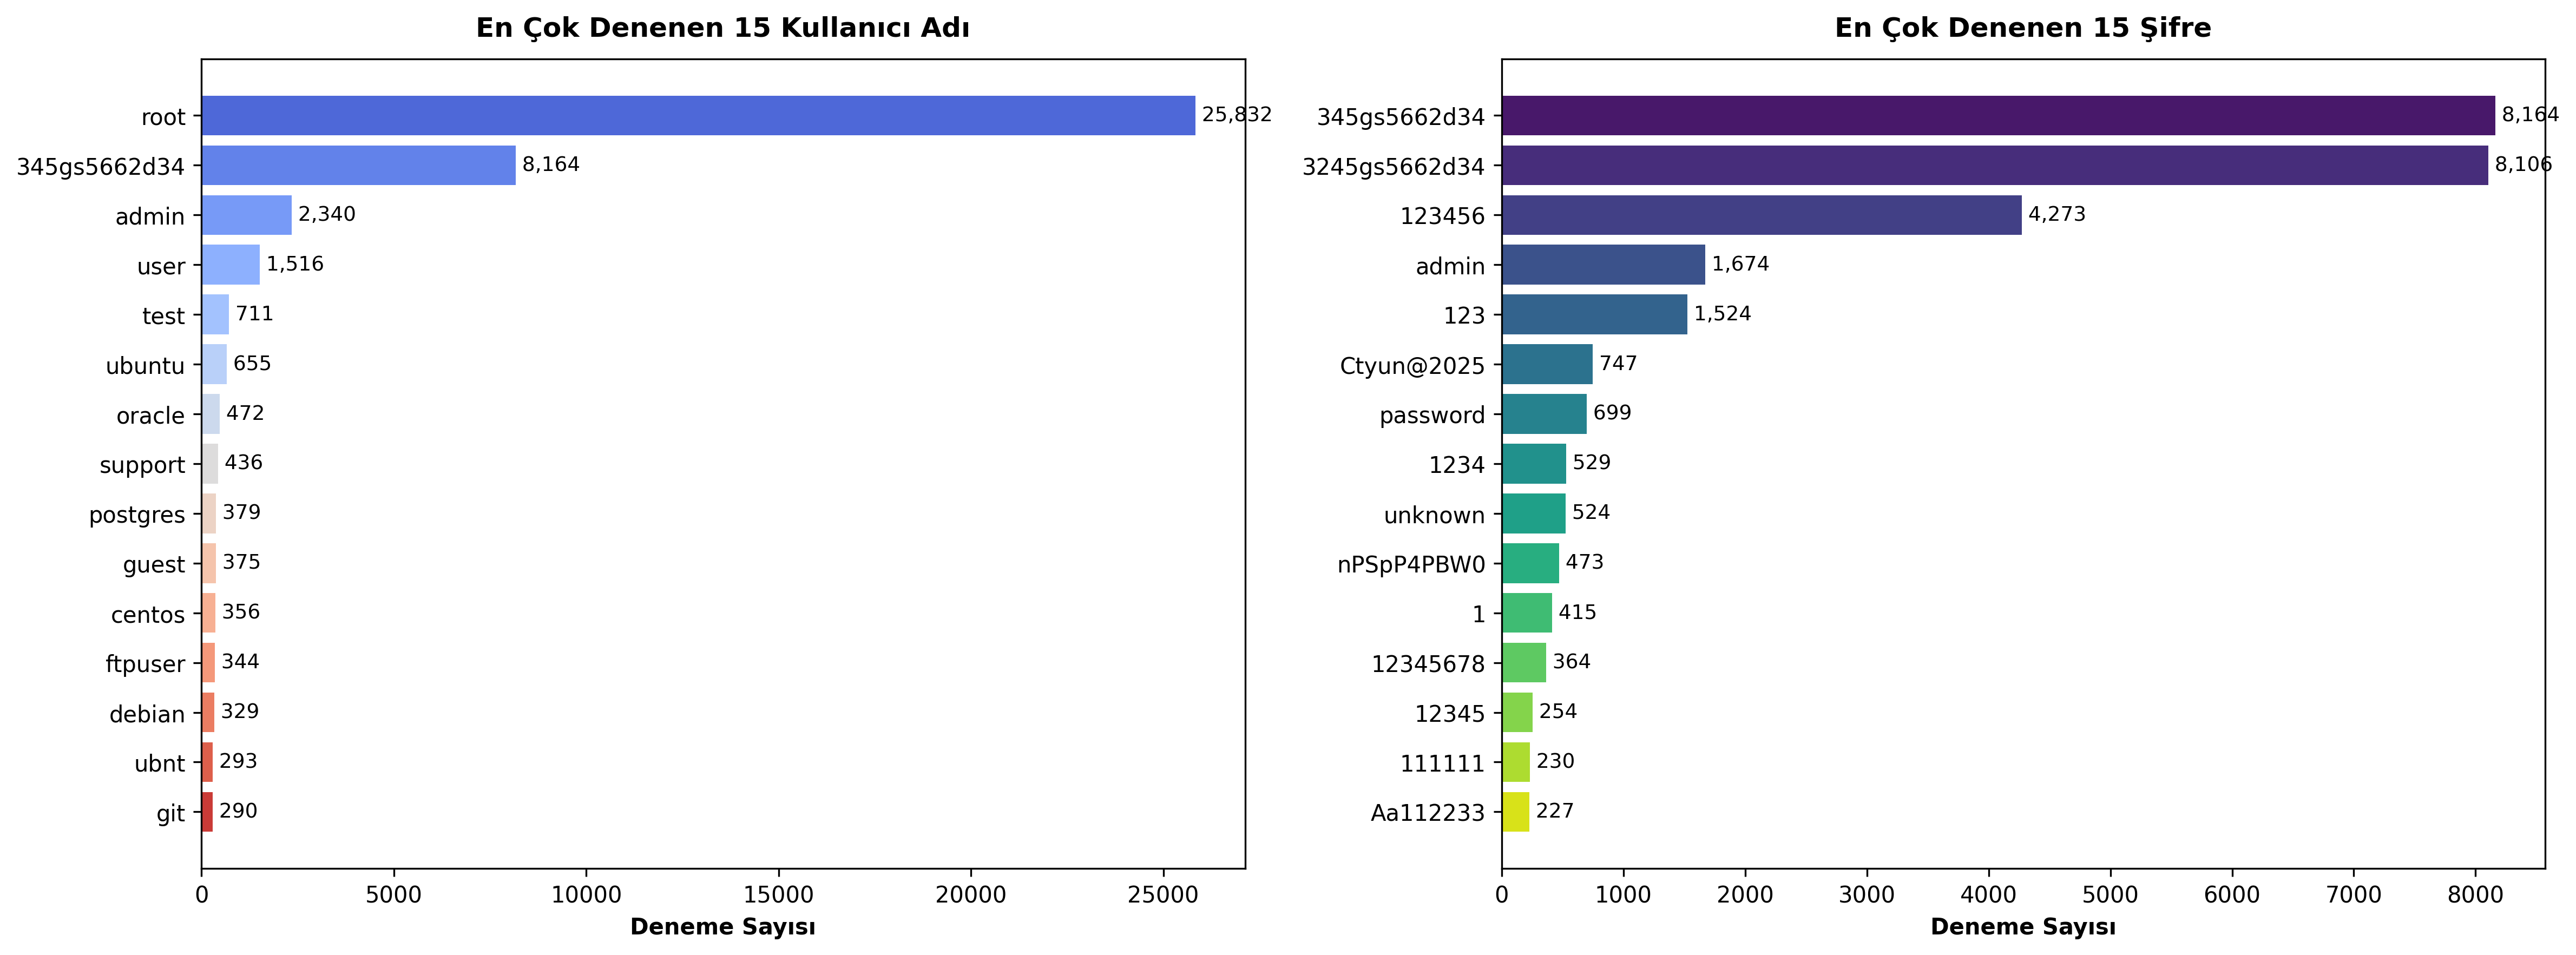 En Çok Denenen 15 Kullanıcı Adı
root
25,832
345gs5662d34
8,164
admin
2,340
user
1,516
test
711
ubuntu
655
oracle
472
support
436
postgres
379
guest
375
centos
356
ftpuser
344
debian
329
ubnt
293
git
290
0 5000 10000 15000 20000 25000
Deneme Sayısı
En Çok Denenen 15 Şifre
345gs5662d34
8,164
3245gs5662d34
8,106
123456
4,273
admin
1,674
123
1,524
Ctyun@2025
747
password
699
1234
529
unknown
524
nPSpP4PBW0
473
1
415
12345678
364
12345
254
111111
230
Aa112233
227
0 1000 2000 3000 4000 5000 6000 7000 8000
Deneme Sayısı